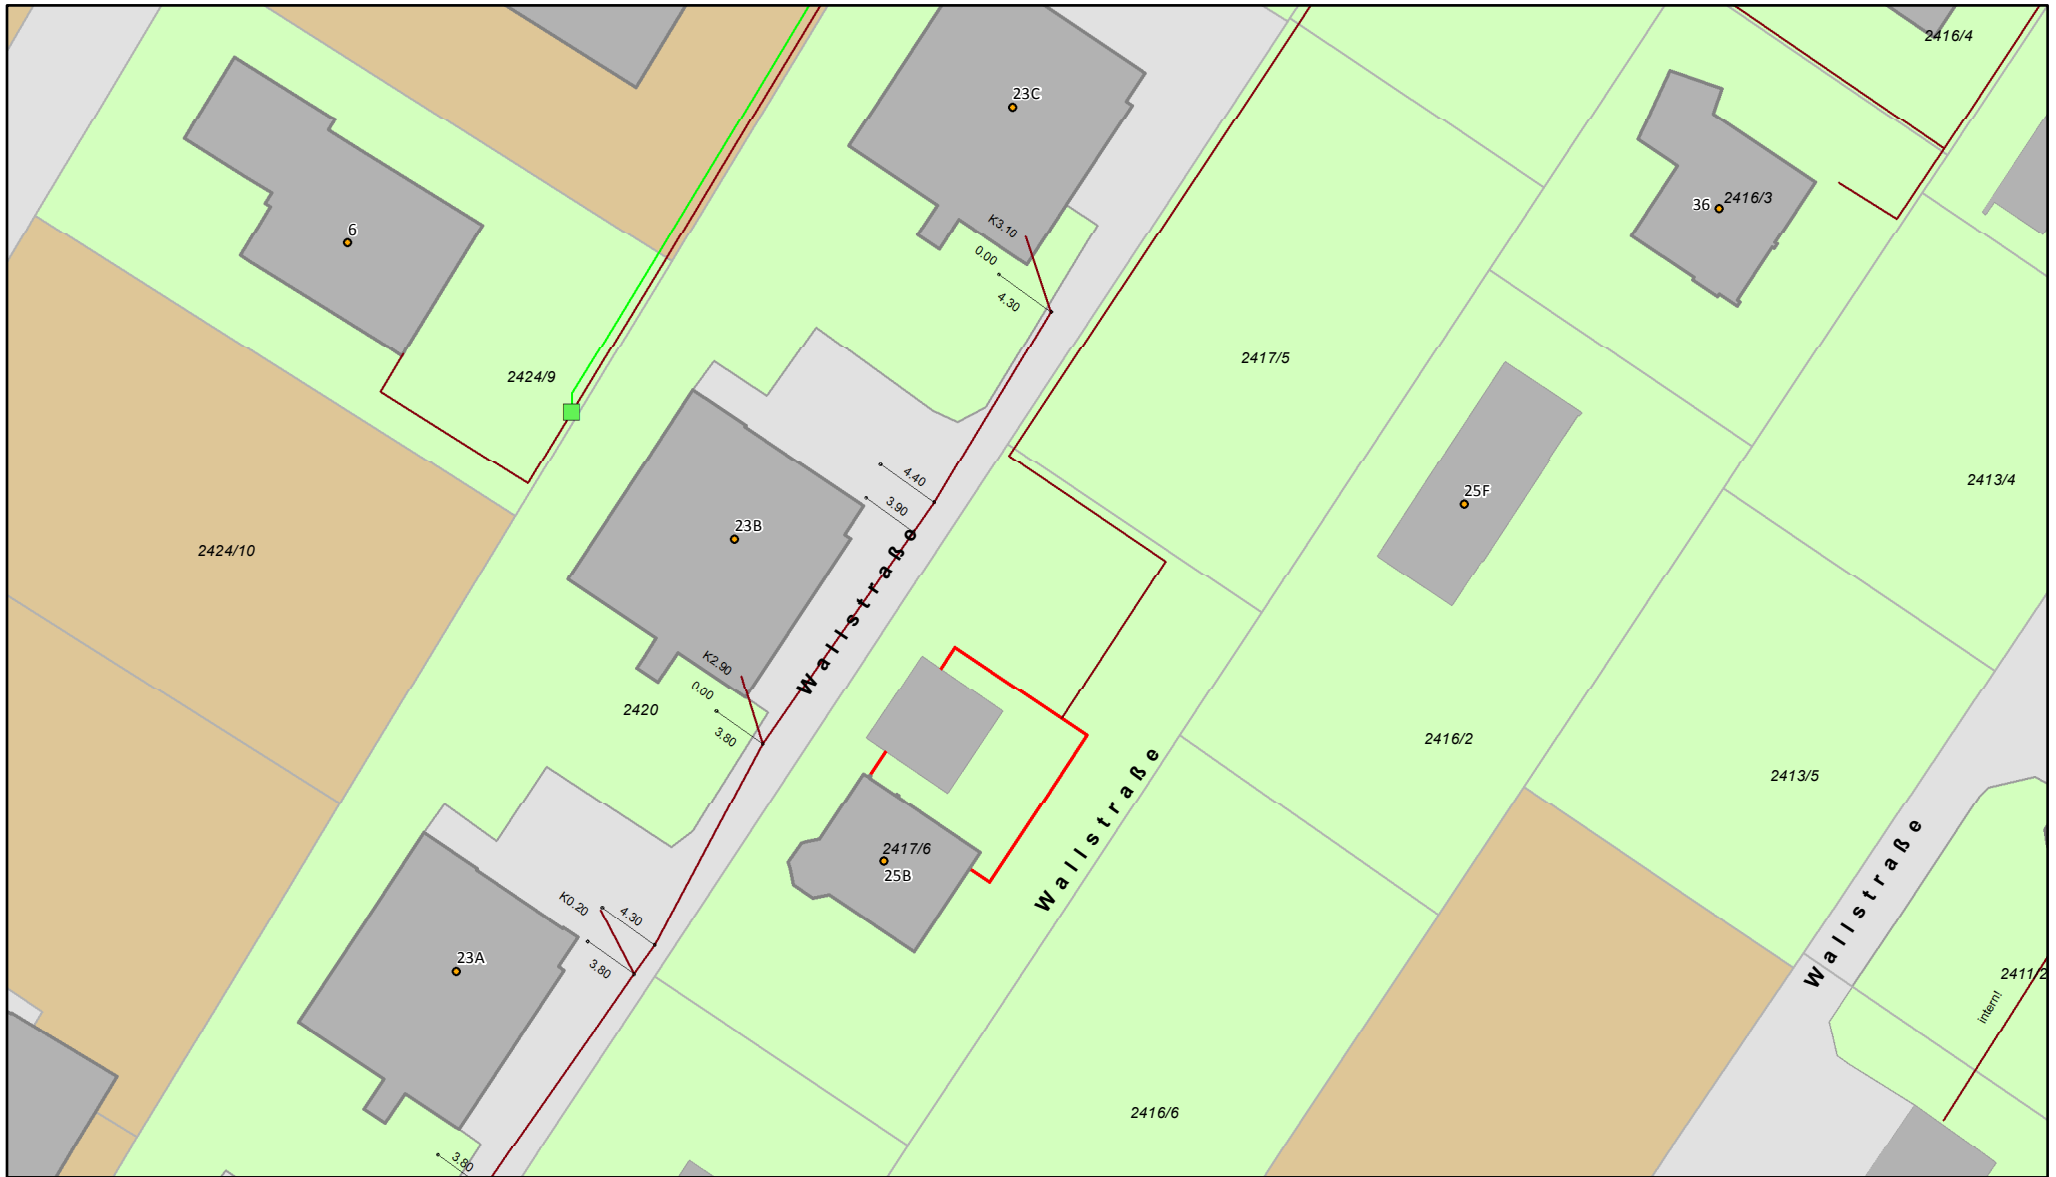 2416/4
23C
36
2416/3
K3.10
6
0.00
4.30
2417/5
2424/9
4.40
2413/4
25F
3.90
23B
Wallstraße
2424/10
K2.90
0.00
2420
3.80
2416/2
2413/5
Wallstraße
2417/6
25B
Wallstraße
K0.20
4.30
23A
3.80
2411/2
intern!
2416/6
3.80